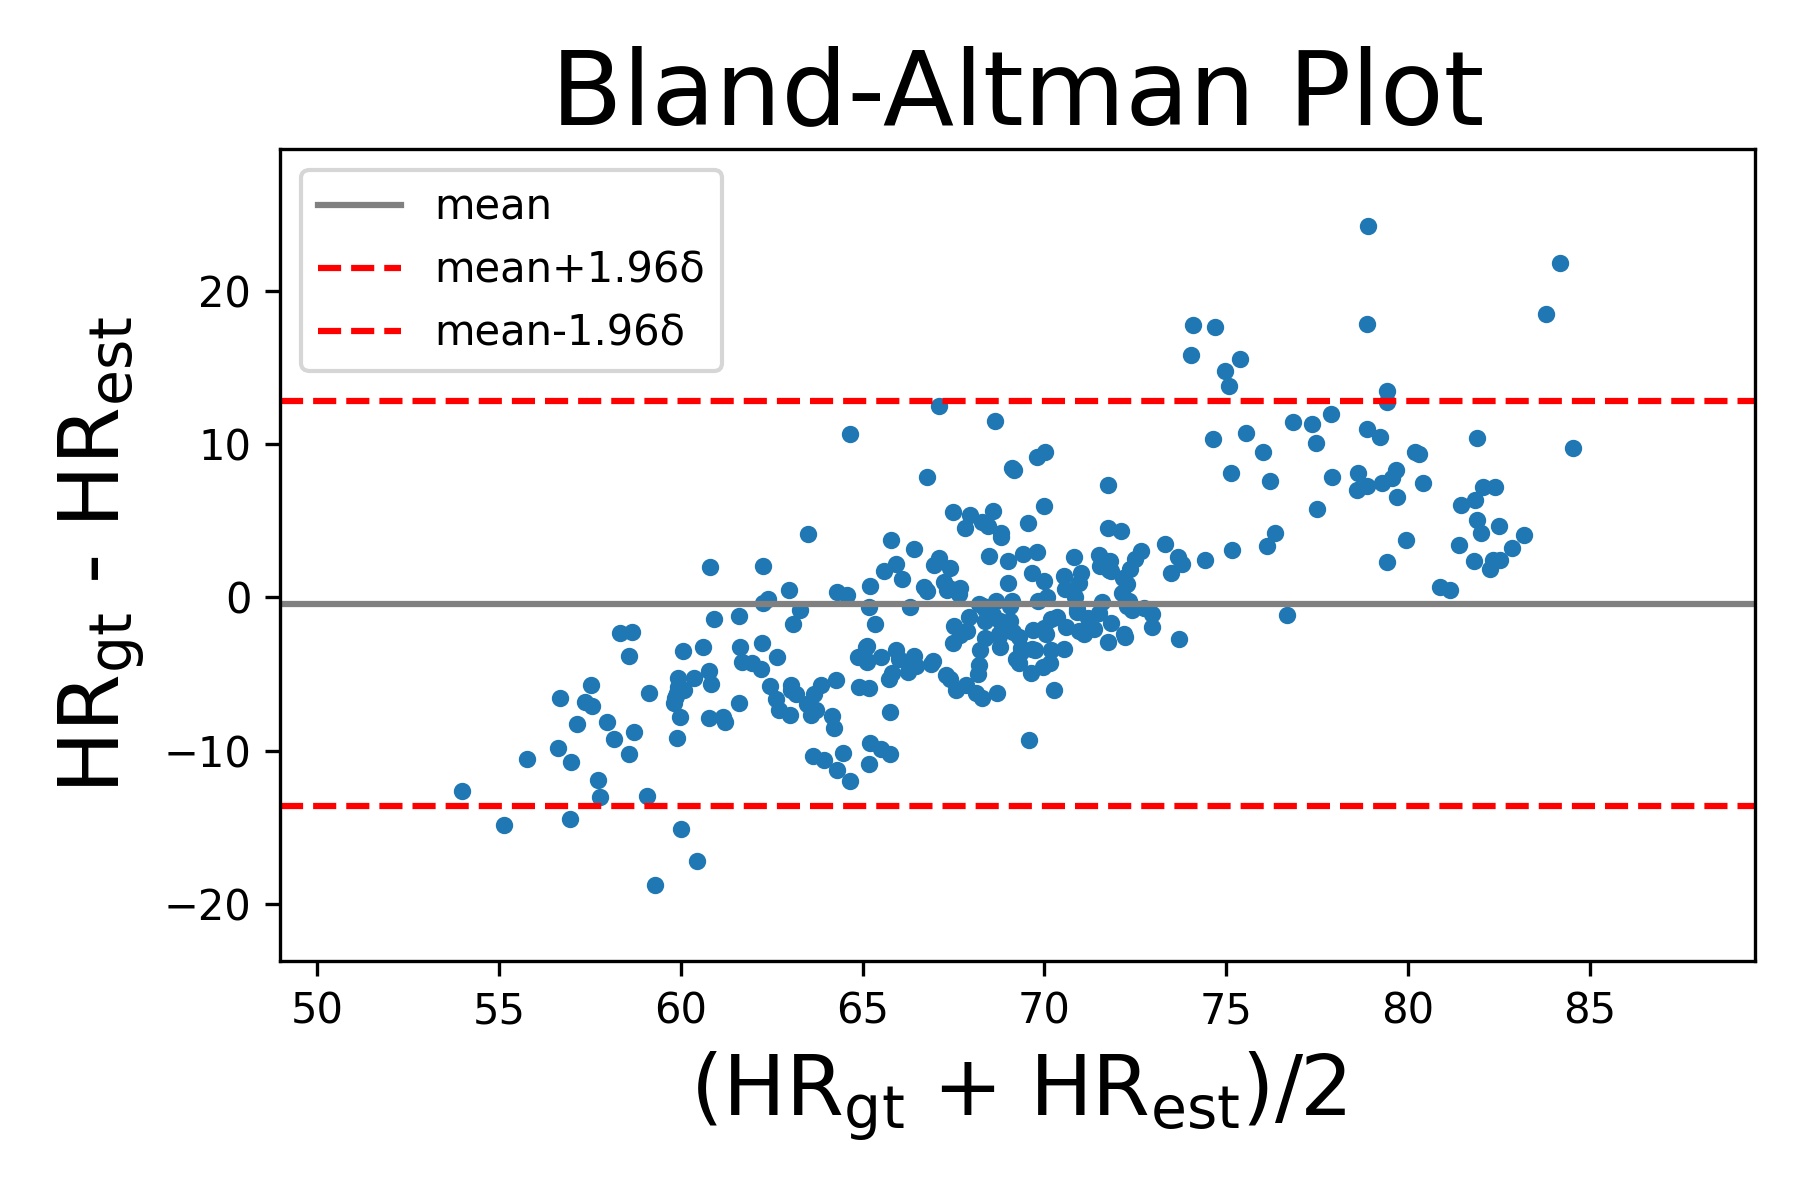 Bland-Altman Plot
mean
mean+1.96δ
mean-1.96δ
HRgt - HRest
20
10
0
−10
−20
50 55 60 65 70 75 80 85
(HRgt + HRest)/2